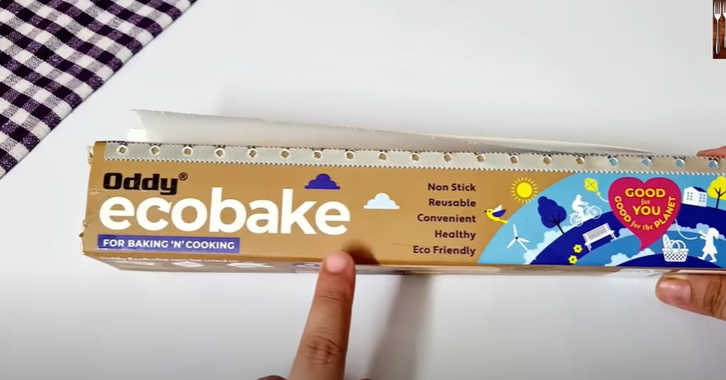 Oddy®
ecobake
FOR BAKING 'N' COOKING
Non Stick
Reusable
Convenient
Healthy
Eco Friendly
GOOD
for
YOU
GOOD for the PLANET